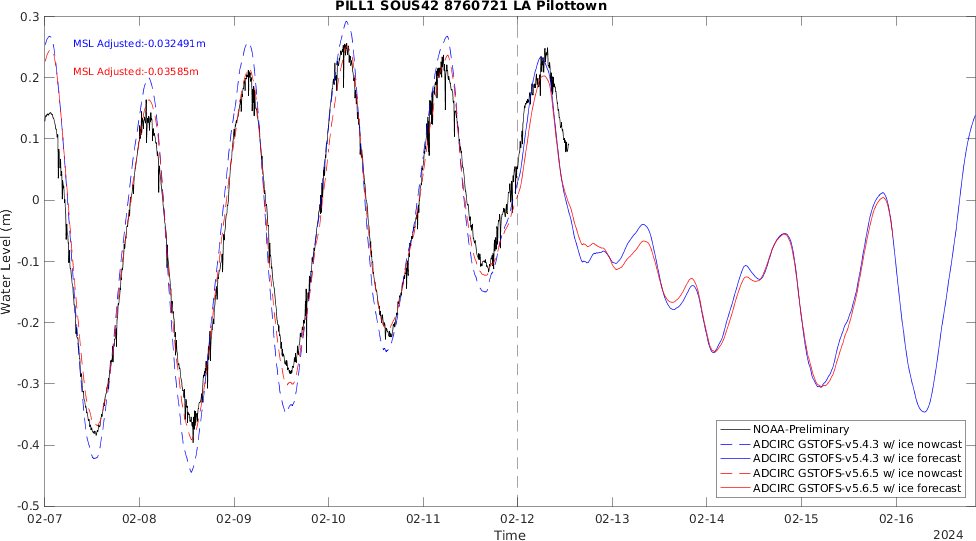 PILL1 SOUS42 8760721 LA Pilottown
MSL Adjusted:-0.032491m
MSL Adjusted:-0.03585m
Water Level (m)
0.3
0.2
0.1
0
-0.1
-0.2
-0.3
-0.4
-0.5
NOAA-Preliminary
ADCIRC GSTOFS-v5.4.3 w/ ice nowcast
ADCIRC GSTOFS-v5.4.3 w/ ice forecast
ADCIRC GSTOFS-v5.6.5 w/ ice nowcast
ADCIRC GSTOFS-v5.6.5 w/ ice forecast
02-07 02-08 02-09 02-10 02-11 02-12 02-13 02-14 02-15 02-16
Time
2024